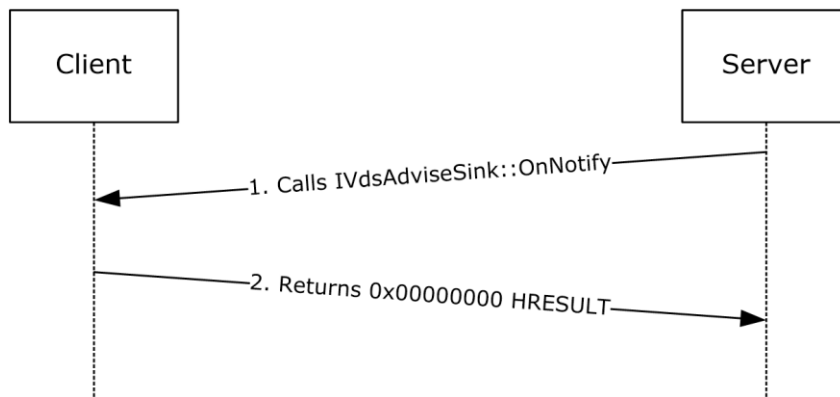 Client
Server
1. Calls IVdsAdviseSink::OnNotify
2. Returns 0x00000000 HRESULT